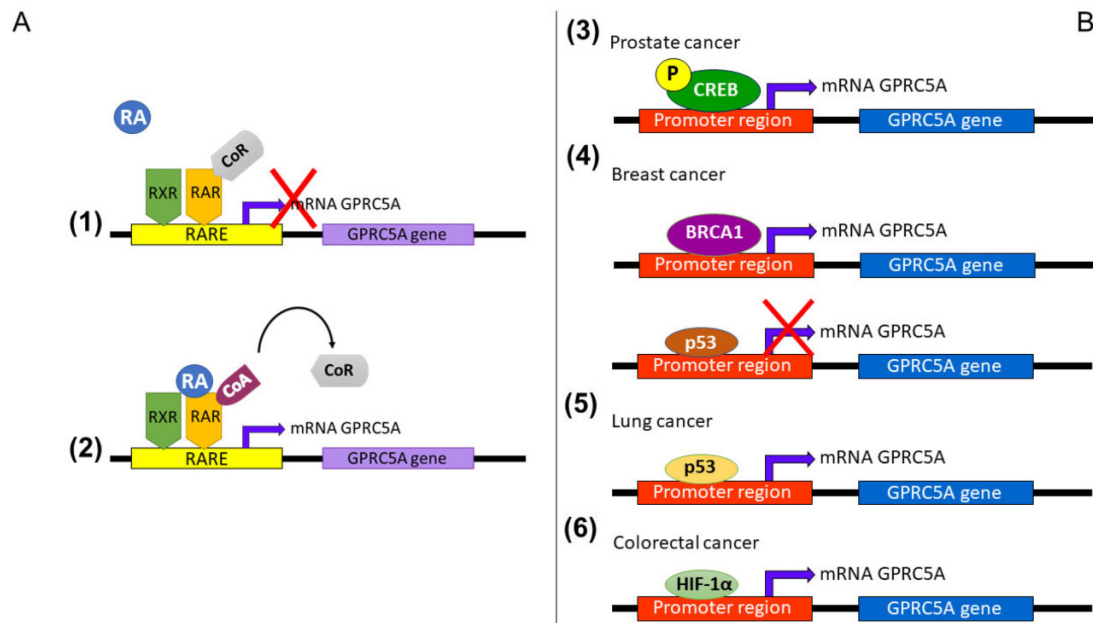 A
RA
CoR
RXR
RAR
mRNA GPRC5A
(1)
RARE
GPRC5A gene
RA
CoA
CoR
RXR
RAR
mRNA GPRC5A
(2)
RARE
GPRC5A gene
B
(3)
Prostate cancer
P
CREB
mRNA GPRC5A
Promoter region
GPRC5A gene
(4)
Breast cancer
BRCA1
mRNA GPRC5A
Promoter region
GPRC5A gene
p53
mRNA GPRC5A
Promoter region
GPRC5A gene
(5)
Lung cancer
p53
mRNA GPRC5A
Promoter region
GPRC5A gene
(6)
Colorectal cancer
HIF-1α
mRNA GPRC5A
Promoter region
GPRC5A gene